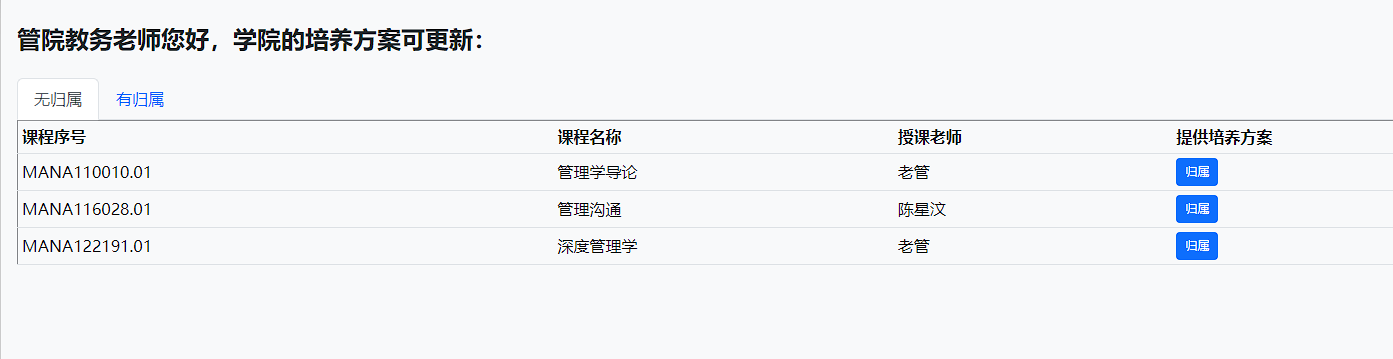 管院教务老师您好，学院的培养方案可更新：
无归属 有归属
课程序号 课程名称 授课老师 提供培养方案
MANA110010.01 管理学导论 老管 归属
MANA116028.01 管理沟通 陈星汶 归属
MANA122191.01 深度管理学 老管 归属